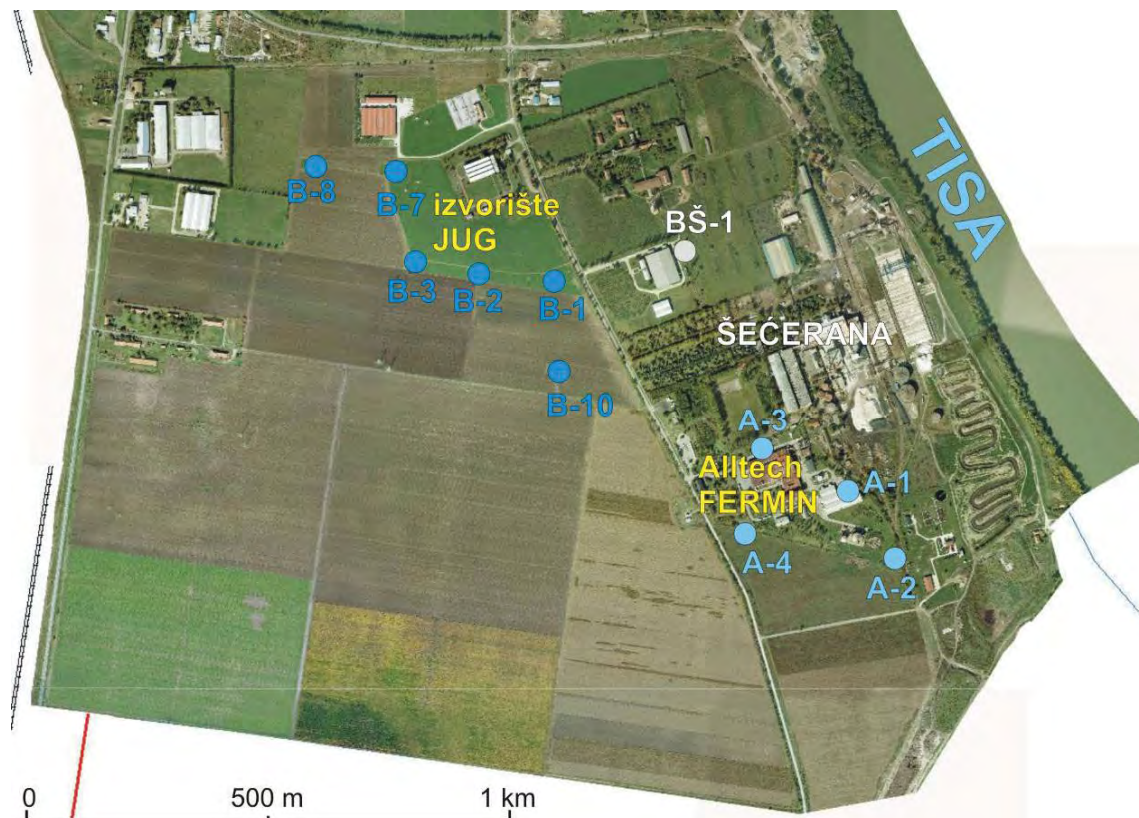 TISA
B-8
B-7 izvorište
JUG
BŠ-1
B-3
B-2
B-1
ŠEĆERANA
B-10
A-3
Alltech
FERMIN
A-1
A-4
A-2
0 500 m 1 km